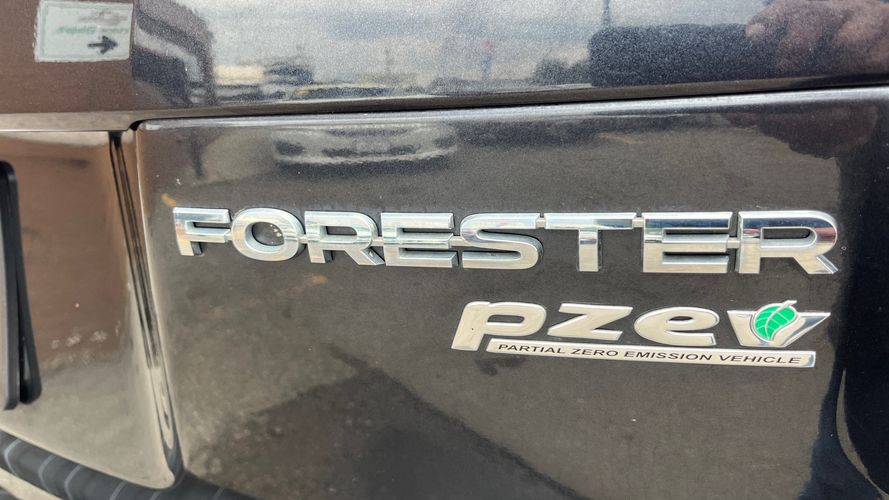 FORESTER
pzev
PARTIAL ZERO EMISSION VEHICLE